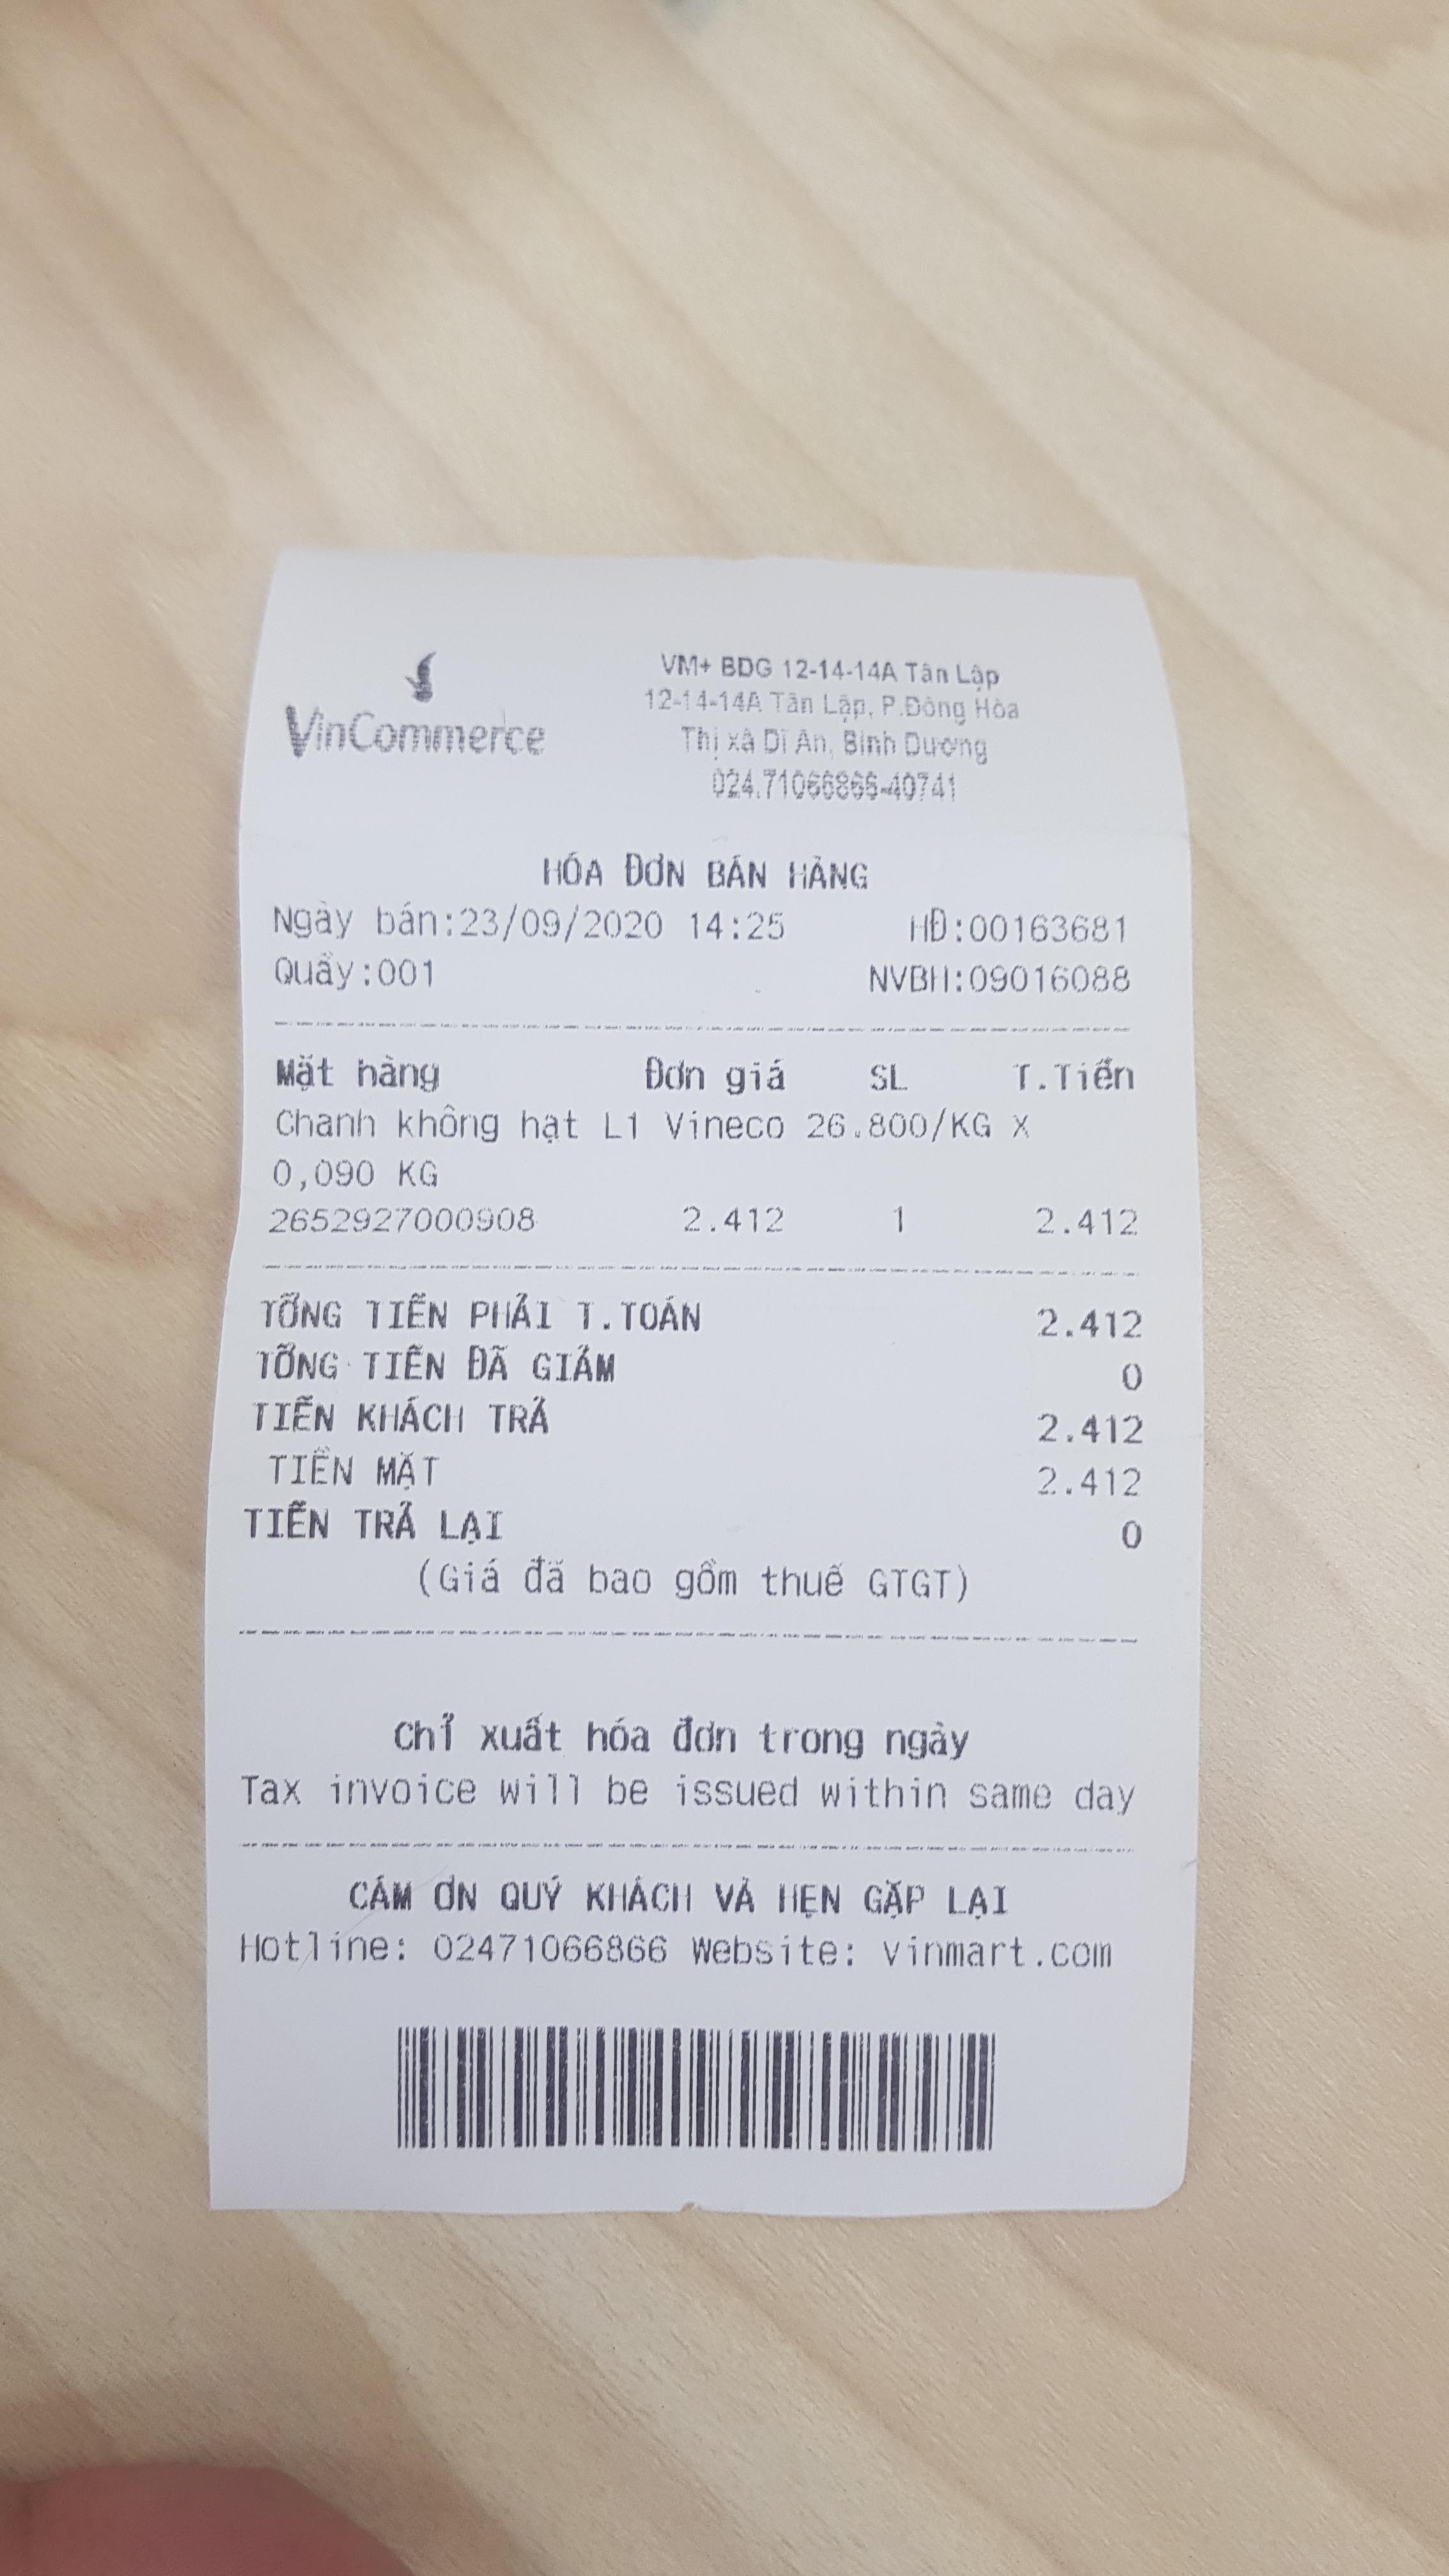 VinCommerce
VM+ BDG 12-14-14A Tân Lập
12-14-14A Tân Lập, P.Đông Hòa
Thị xã Dĩ An, Bình Dương
024.71066866-40741
HÓA ĐƠN BÁN HÀNG
Ngày bán:23/09/2020 14:25 HĐ:00163681
Quầy:001 NVBH:09016088
Mặt hàng Đơn giá SL T.Tiền
Chanh không hạt L1 Vineco 26.800/KG X
0,090 KG
2652927000908 2.412 1 2.412
TỔNG TIỀN PHẢI T.TOÁN 2.412
TỔNG TIỀN ĐÃ GIẢM 0
TIỀN KHÁCH TRẢ 2.412
TIỀN MẶT 2.412
TIỀN TRẢ LẠI 0
(Giá đã bao gồm thuế GTGT)
Chỉ xuất hóa đơn trong ngày
Tax invoice will be issued within same day
CẢM ƠN QUÝ KHÁCH VÀ HẸN GẶP LẠI
Hotline: 02471066866 Website: vinmart.com